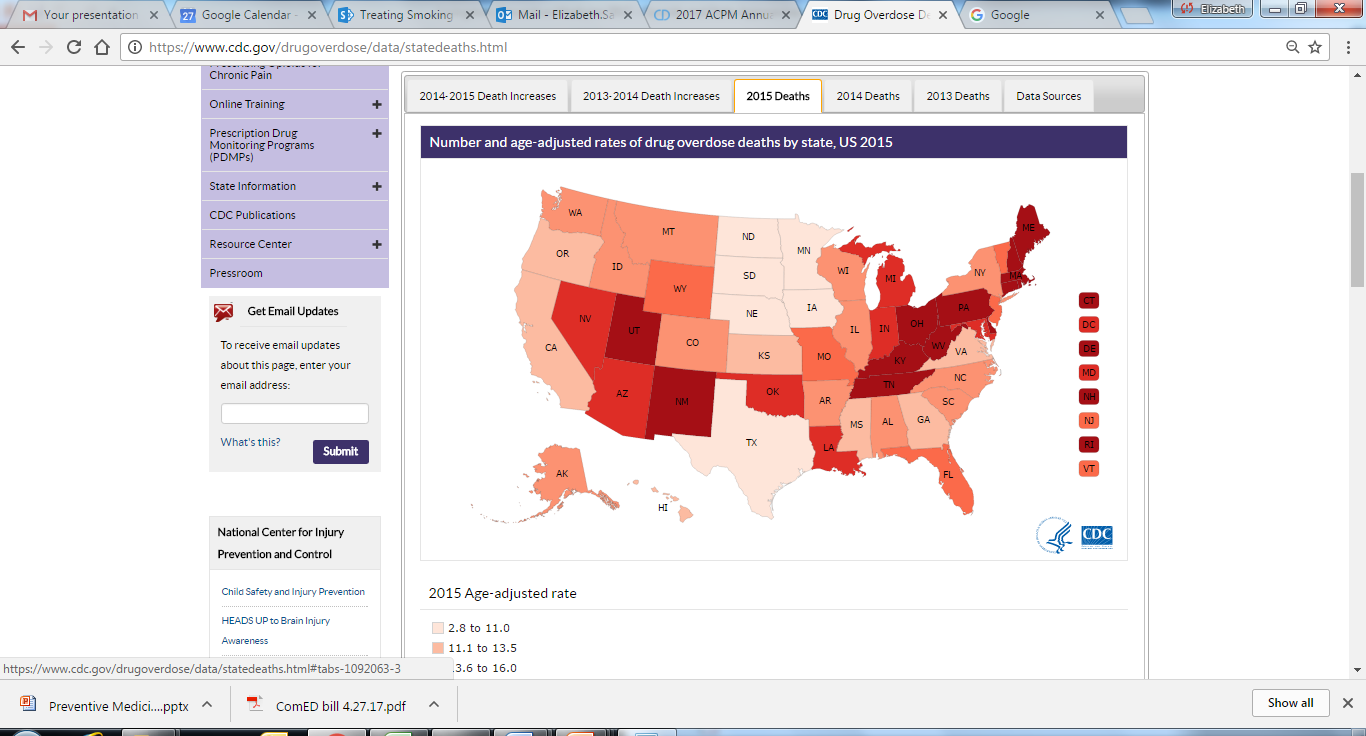 Your presentation
27 Google Calendar -
Treating Smoking
Mail - Elizabeth.Sa
2017 ACPM Annu
CDC Drug Overdose D
Google
Elizabeth
https://www.cdc.gov/drugoverdose/data/statedeaths.html
Chronic Pain
Online Training +
Prescription Drug +
Monitoring Programs
(PDMPs)
State Information +
CDC Publications
Resource Center +
Pressroom
Get Email Updates
To receive email updates
about this page, enter your
email address:
What's this?
Submit
National Center for Injury
Prevention and Control
Child Safety and Injury Prevention
HEADS UP to Brain Injury
Awareness
2014-2015 Death Increases
2013-2014 Death Increases
2015 Deaths
2014 Deaths
2013 Deaths
Data Sources
Number and age-adjusted rates of drug overdose deaths by state, US 2015
WA
OR
CA
ID
MT
WY
NV
UT
CO
AZ
NM
ND
SD
NE
KS
OK
TX
MN
IA
MO
AR
LA
WI
IL
MI
IN
OH
KY
TN
MS
AL
GA
FL
SC
NC
VA
WV
PA
NY
MA
ME
AK
HI
CT
DC
DE
MD
NH
NJ
RI
VT
CDC
2015 Age-adjusted rate
2.8 to 11.0
11.1 to 13.5
3.6 to 16.0
https://www.cdc.gov/drugoverdose/data/statedeaths.html#tabs-1092063-3
Preventive Medici....pptx
ComED bill 4.27.17.pdf
Show all